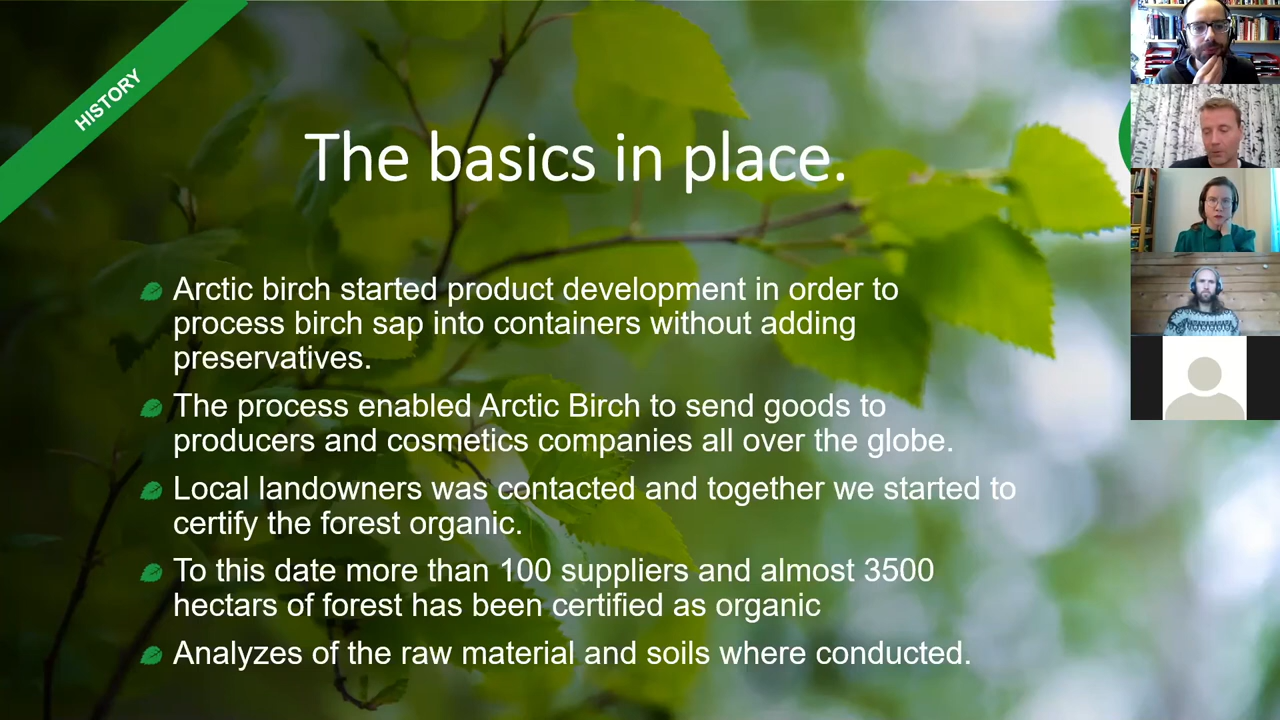 HISTORY
The basics in place.
Arctic birch started product development in order to
process birch sap into containers without adding
preservatives.
The process enabled Arctic Birch to send goods to
producers and cosmetics companies all over the globe.
Local landowners was contacted and together we started to
certify the forest organic.
To this date more than 100 suppliers and almost 3500
hectars of forest has been certified as organic
Analyzes of the raw material and soils where conducted.